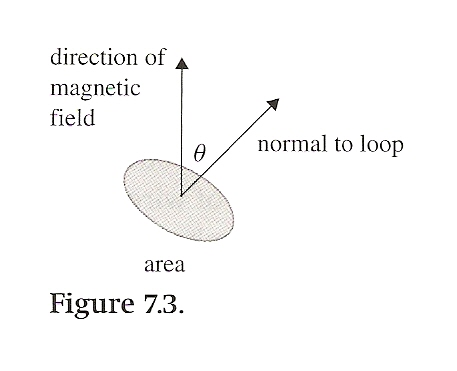 direction of
magnetic
field
θ
normal to loop
area
Figure 7.3.